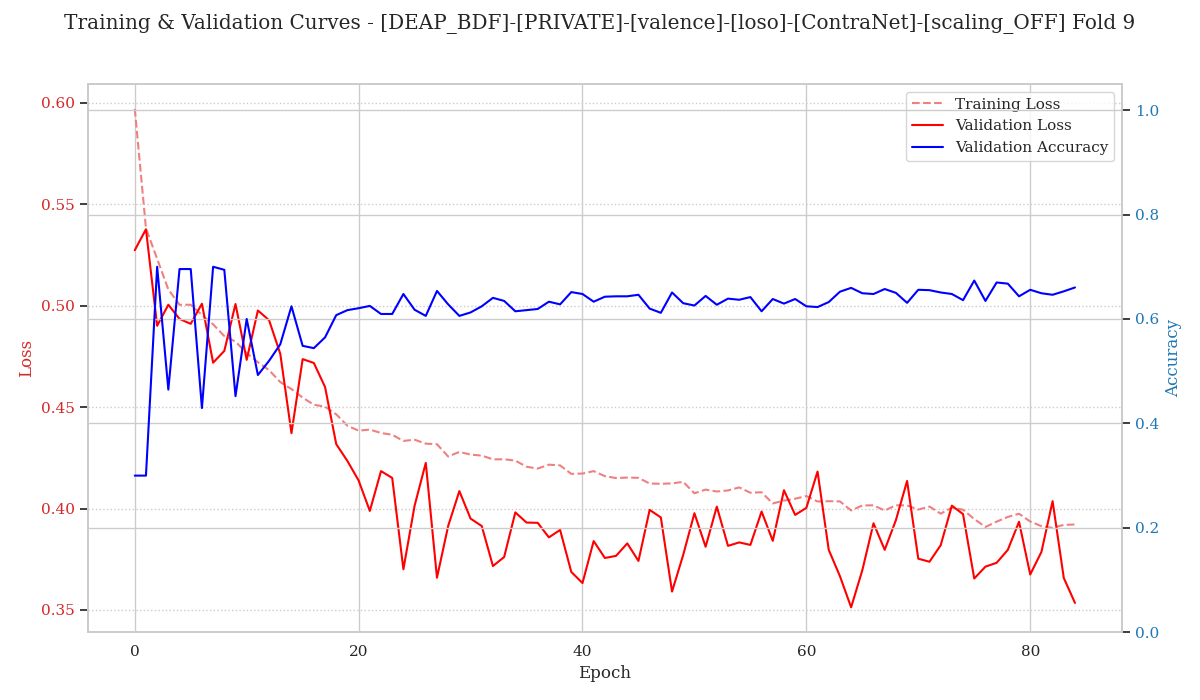 Training & Validation Curves - [DEAP_BDF]-[PRIVATE]-[valence]-[loso]-[ContraNet]-[scaling_OFF] Fold 9
Training Loss
Validation Loss
Validation Accuracy
0.60
0.55
0.50
0.45
0.40
0.35
Loss
1.0
0.8
0.6
0.4
0.2
0.0
Accuracy
0
20
40
60
80
Epoch